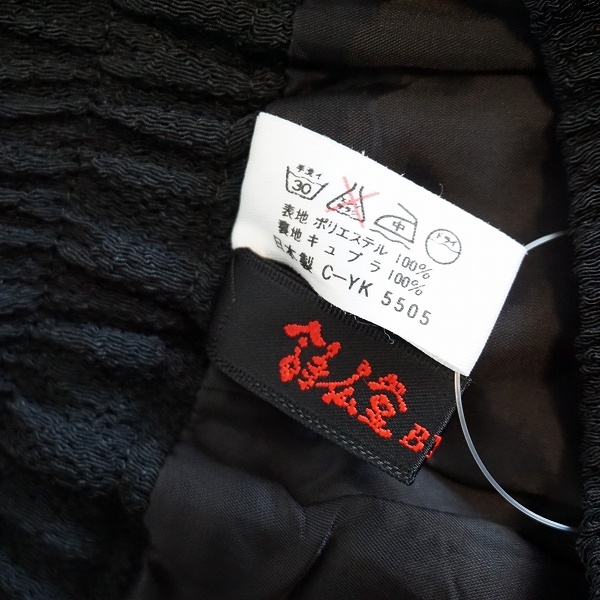 手洗イ
30
中
ドライ
表地 ポリエステル 100%
裏地 キュプラ 100%
日本製 C-YK 5505